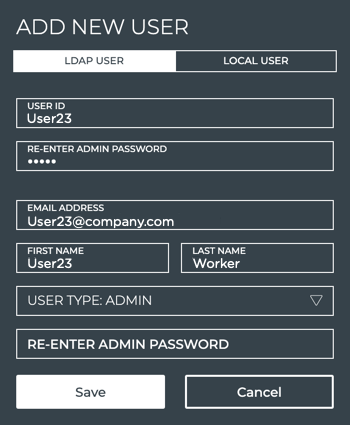 ADD NEW USER
LDAP USER
LOCAL USER
USER ID
User23
RE-ENTER ADMIN PASSWORD
•••••
EMAIL ADDRESS
User23@company.com
FIRST NAME
User23
LAST NAME
Worker
USER TYPE: ADMIN
RE-ENTER ADMIN PASSWORD
Save
Cancel